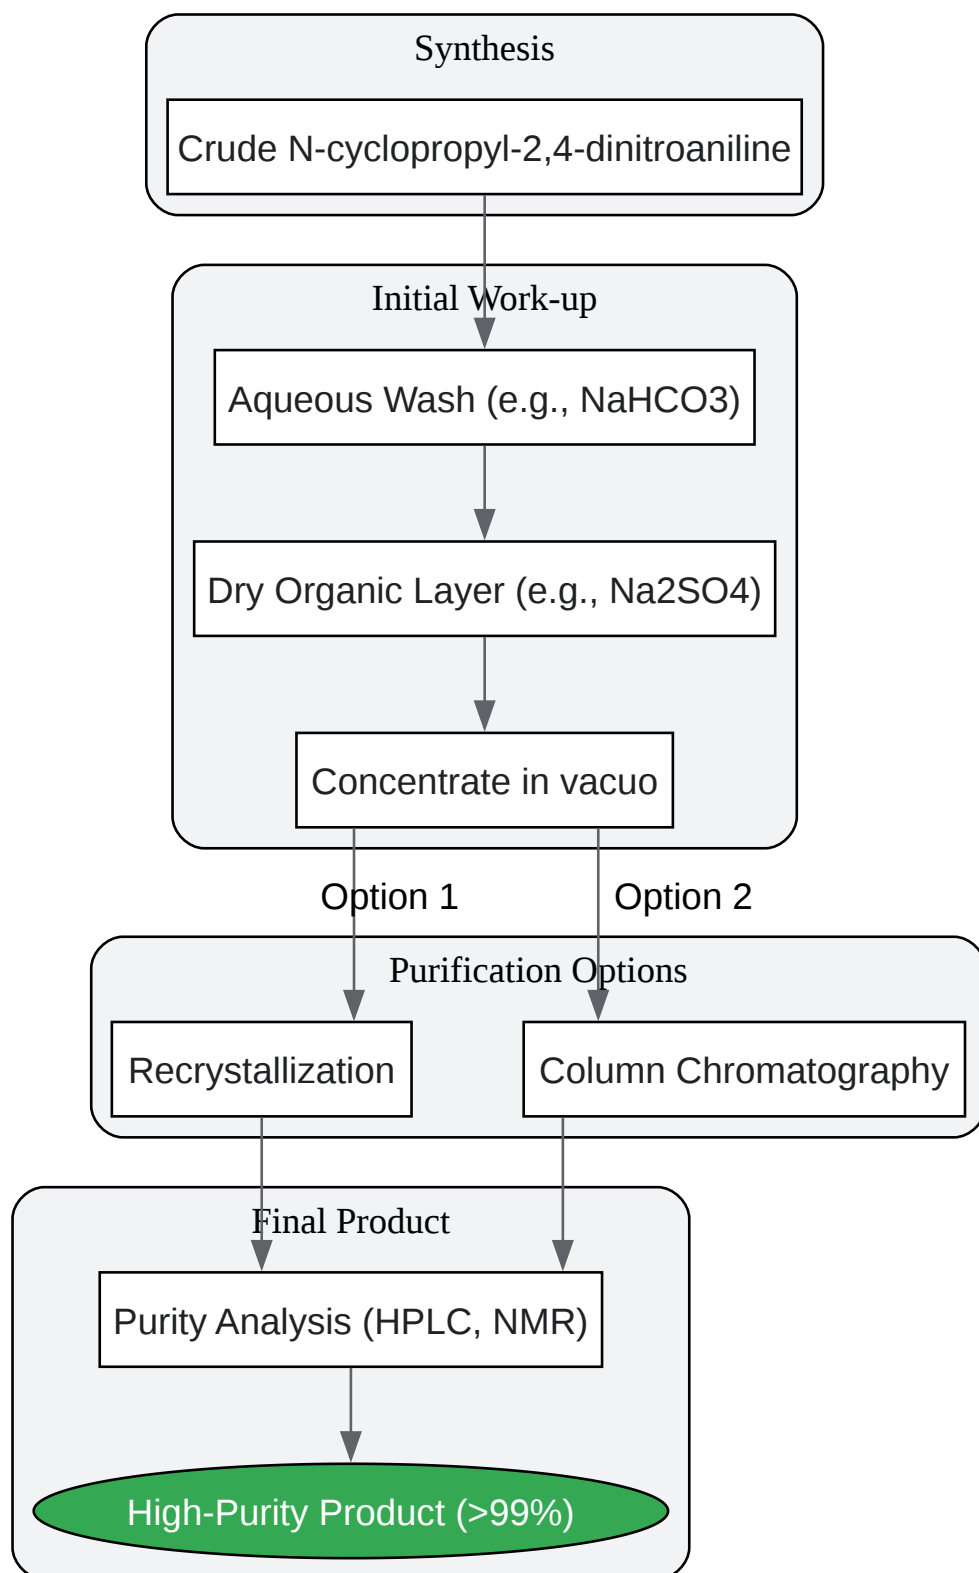 Synthesis
Crude N-cyclopropyl-2,4-dinitroaniline
Initial Work-up
Aqueous Wash (e.g., NaHCO3)
Dry Organic Layer (e.g., Na2SO4)
Concentrate in vacuo
Option 1
Option 2
Purification Options
Recrystallization
Column Chromatography
Final Product
Purity Analysis (HPLC, NMR)
High-Purity Product (>99%)